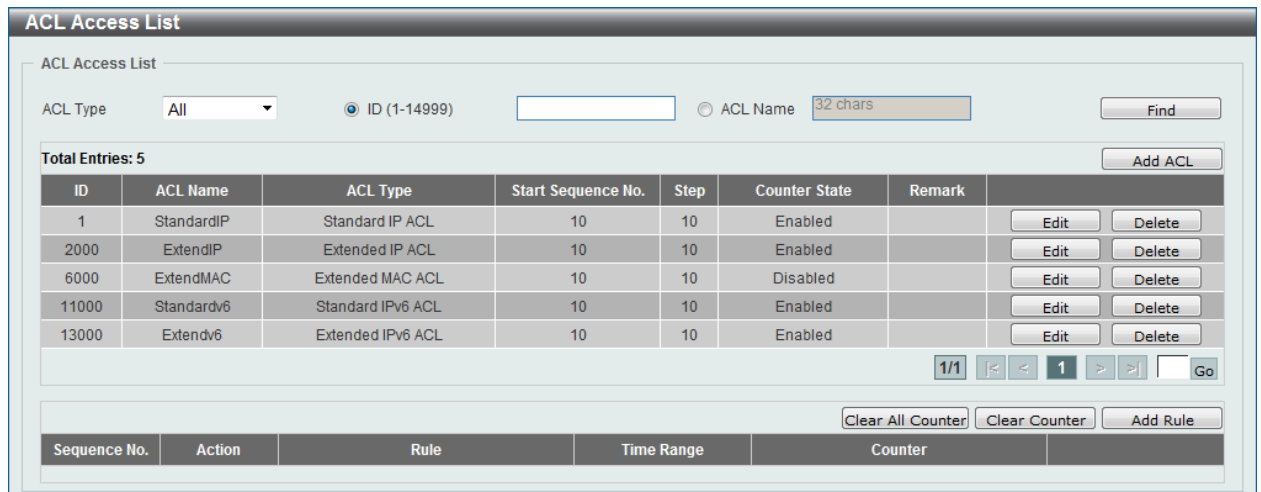 ACL Access List
ACL Access List
ACL Type All ID (1-14999) ACL Name 32 chars Find
Total Entries: 5 Add ACL
ID ACL Name ACL Type Start Sequence No. Step Counter State Remark
1 StandardIP Standard IP ACL 10 10 Enabled Edit Delete
2000 ExtendIP Extended IP ACL 10 10 Enabled Edit Delete
6000 ExtendMAC Extended MAC ACL 10 10 Disabled Edit Delete
11000 Standardv6 Standard IPv6 ACL 10 10 Enabled Edit Delete
13000 Extendv6 Extended IPv6 ACL 10 10 Enabled Edit Delete
1/1 |< < 1 > >| Go
Clear All Counter Clear Counter Add Rule
Sequence No. Action Rule Time Range Counter